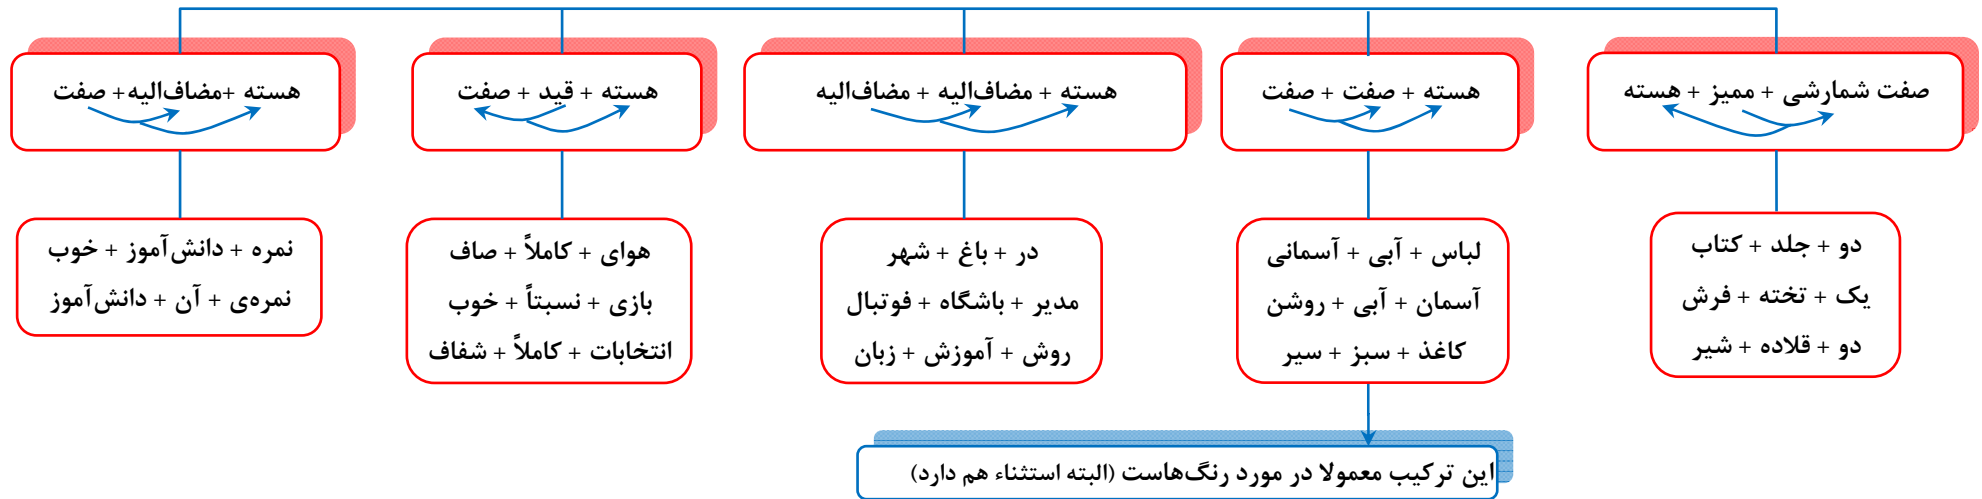 صفت شمارشی + ممیز + هسته
هسته + صفت + صفت
هسته + مضاف‌الیه + مضاف‌الیه
هسته + قید + صفت
هسته +مضاف‌الیه+ صفت
دو + جلد + کتاب
یک + تخته + فرش
دو + قلاده + شیر
لباس + آبی + آسمانی
آسمان + آبی + روشن
کاغذ + سبز + سیر
در + باغ + شهر
مدیر + باشگاه + فوتبال
روش + آموزش + زبان
هوای + کاملاً + صاف
بازی + نسبتاً + خوب
انتخابات + کاملاً + شفاف
نمره + دانش‌آموز + خوب
نمره‌ی + آن + دانش‌آموز
این ترکیب معمولا در مورد رنگ‌هاست (البته استثناء هم دارد)